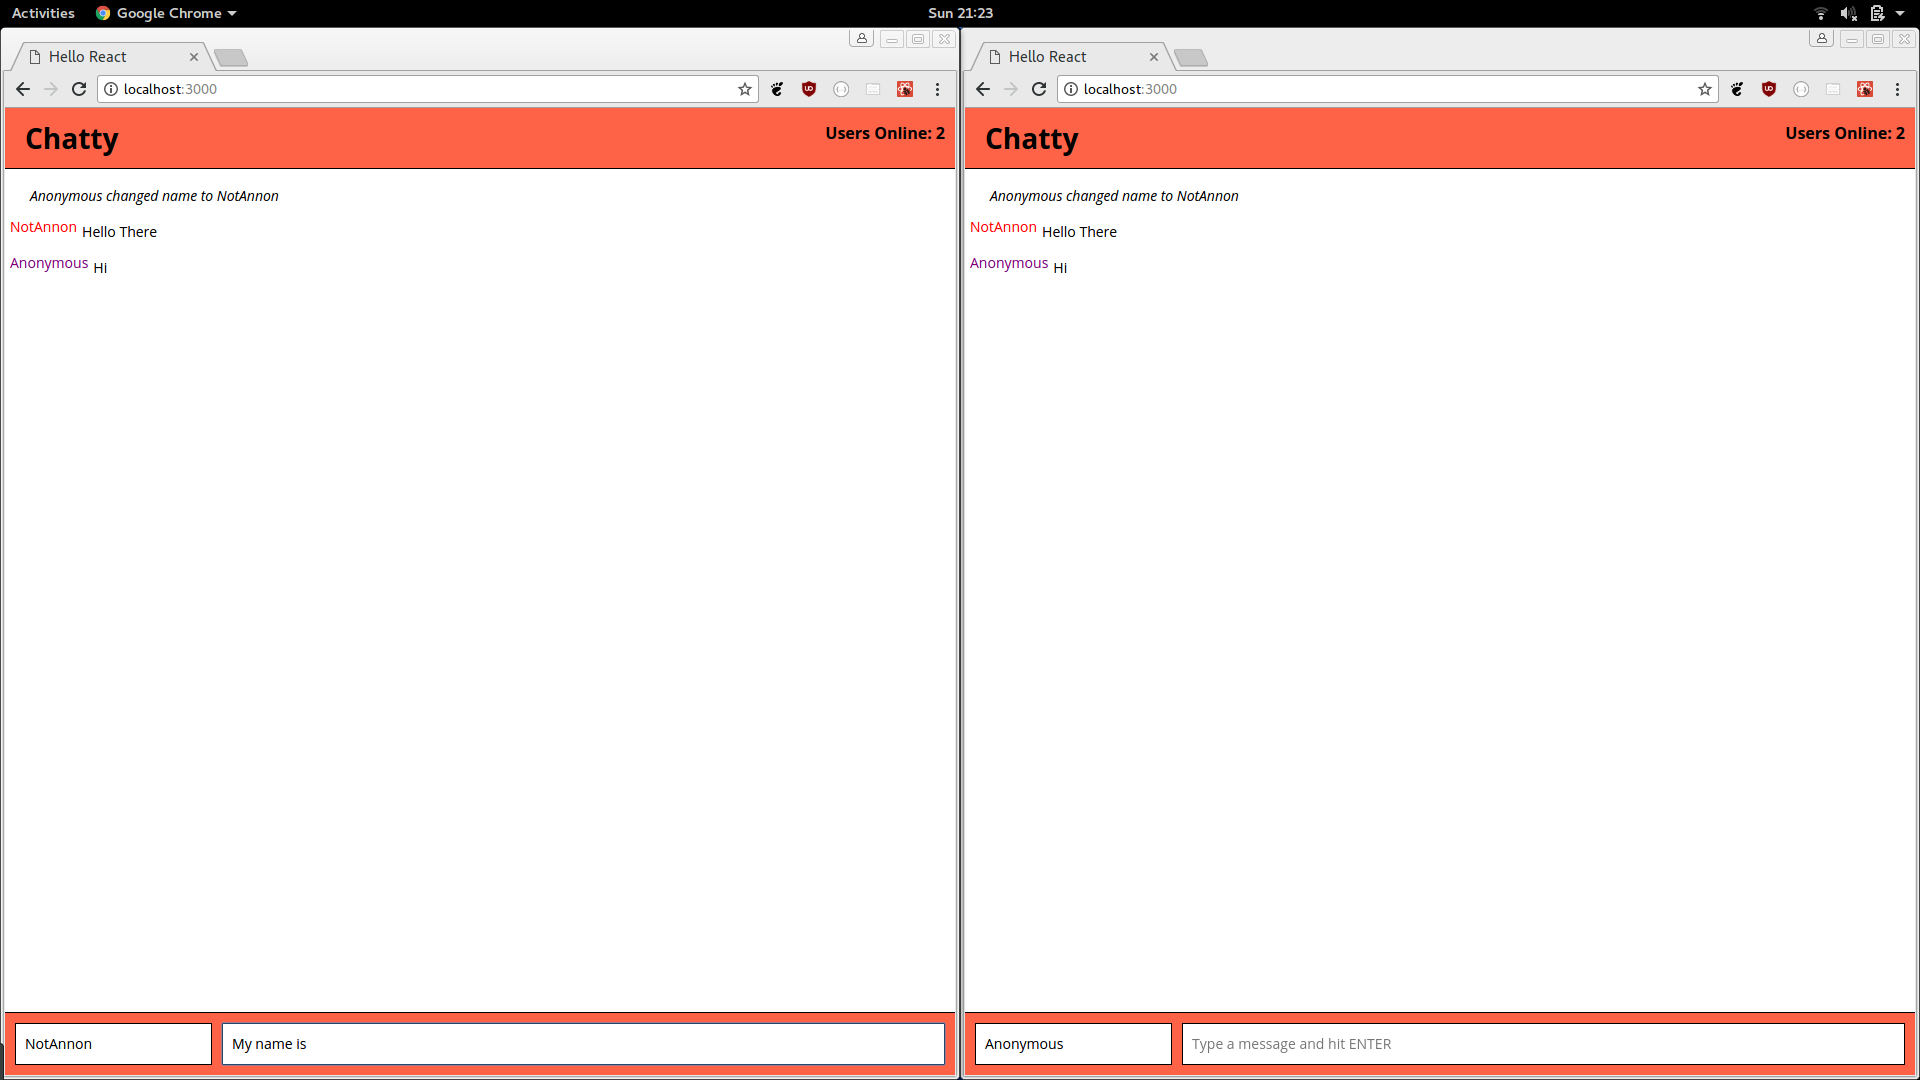 Activities Google Chrome Sun 21:23
Hello React
localhost:3000
Chatty Users Online: 2
Anonymous changed name to NotAnnon
NotAnnon Hello There
Anonymous Hi
NotAnnon My name is
Hello React
localhost:3000
Chatty Users Online: 2
Anonymous changed name to NotAnnon
NotAnnon Hello There
Anonymous Hi
Anonymous Type a message and hit ENTER